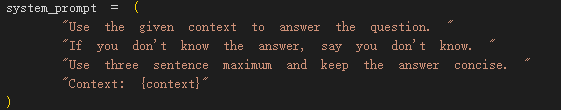 system_prompt = (
"Use the given context to answer the question. "
"If you don't know the answer, say you don't know. "
"Use three sentence maximum and keep the answer concise. "
"Context: {context}"
)